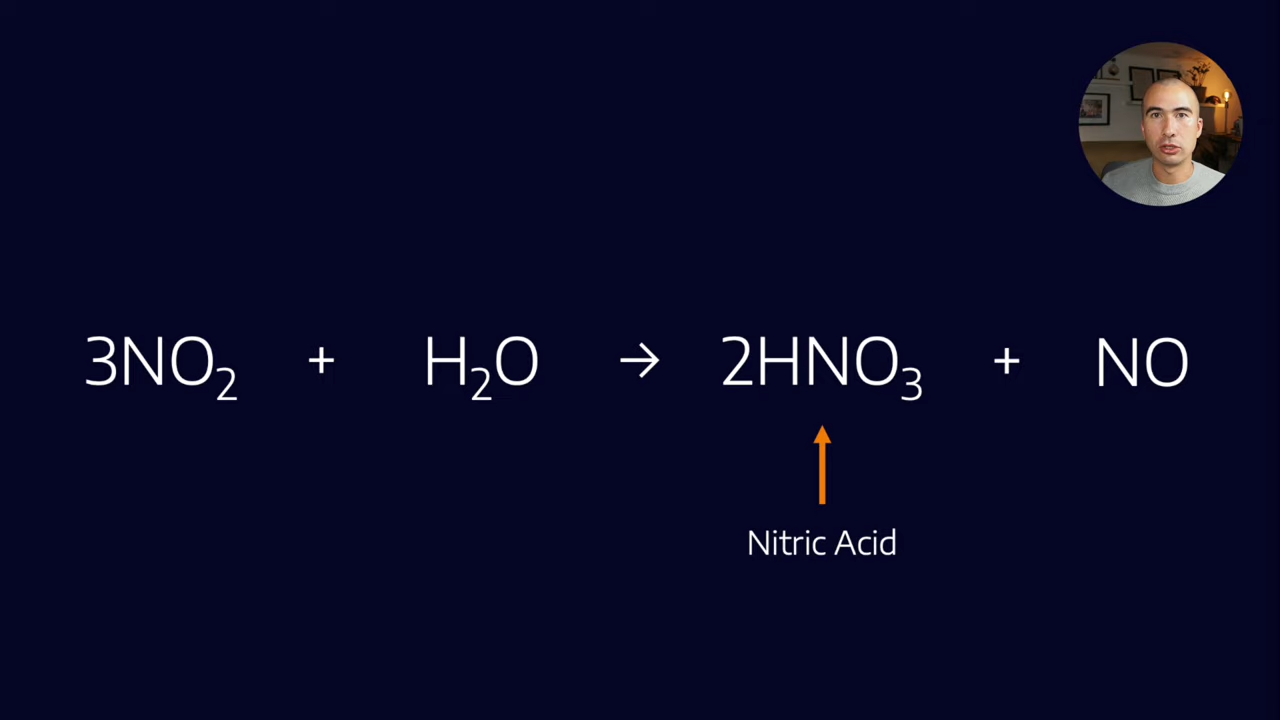 3NO₂ + H₂O → 2HNO₃ + NO
Nitric Acid